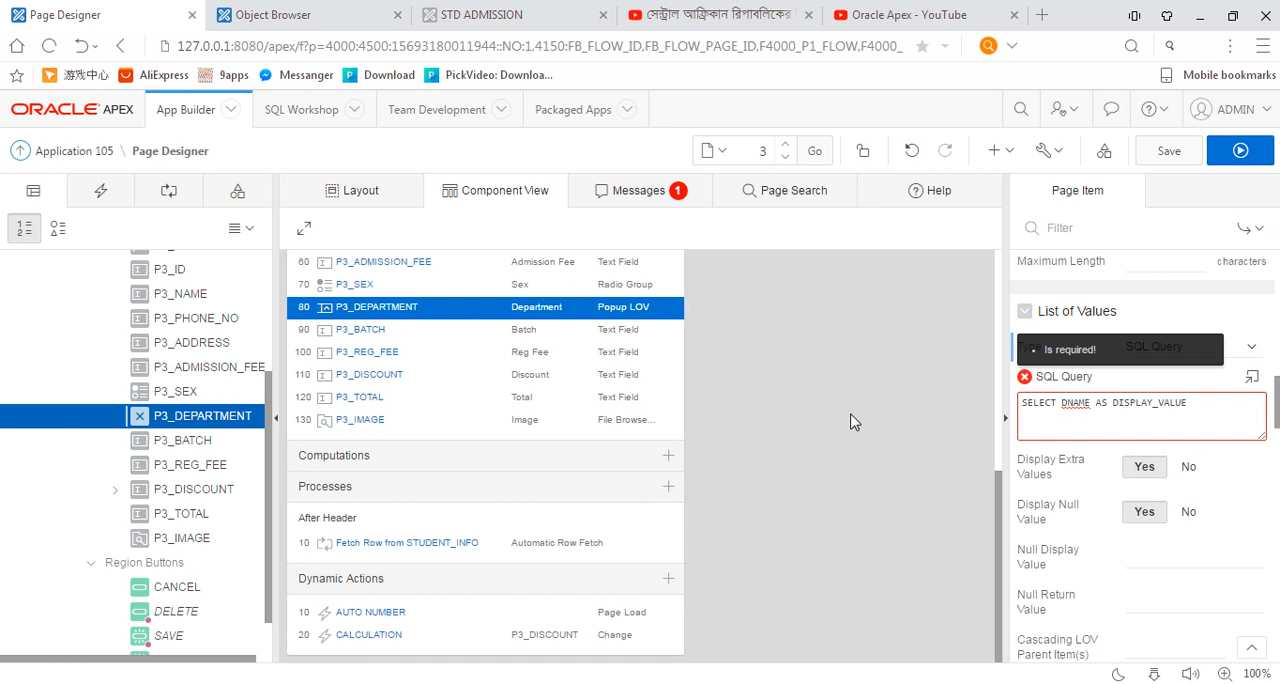 Page Designer
Object Browser
STD ADMISSION
সেন্ট্রাল আফ্রিকান রিপাবলিকের
Oracle Apex - YouTube
127.0.0.1:8080/apex/f?p=4000:4500:15693180011944::NO:1,4150:FB_FLOW_ID,FB_FLOW_PAGE_ID,F4000_P1_FLOW,F4000_
游戏中心
AliExpress
9apps
Messanger
Download
PickVideo: Downloa...
Mobile bookmarks
ORACLE APEX
App Builder
SQL Workshop
Team Development
Packaged Apps
ADMIN
Application 105
Page Designer
3
Go
Save
Layout
Component View
Messages 1
Page Search
Help
Page Item
Filter
P3_ID
P3_NAME
P3_PHONE_NO
P3_ADDRESS
P3_ADMISSION_FEE
P3_SEX
P3_DEPARTMENT
P3_BATCH
P3_REG_FEE
P3_DISCOUNT
P3_TOTAL
P3_IMAGE
Region Buttons
CANCEL
DELETE
SAVE
60 P3_ADMISSION_FEE Admission Fee Text Field
70 P3_SEX Sex Radio Group
80 P3_DEPARTMENT Department Popup LOV
90 P3_BATCH Batch Text Field
100 P3_REG_FEE Reg Fee Text Field
110 P3_DISCOUNT Discount Text Field
120 P3_TOTAL Total Text Field
130 P3_IMAGE Image File Browse...
Computations
Processes
After Header
10 Fetch Row from STUDENT_INFO Automatic Row Fetch
Dynamic Actions
10 AUTO NUMBER Page Load
20 CALCULATION P3_DISCOUNT Change
Maximum Length characters
List of Values
Type SQL Query
Is required!
SQL Query
SELECT DNAME AS DISPLAY_VALUE
Display Extra
Values
Yes
No
Display Null
Value
Yes
No
Null Display
Value
Null Return
Value
Cascading LOV
Parent Item(s)
100%